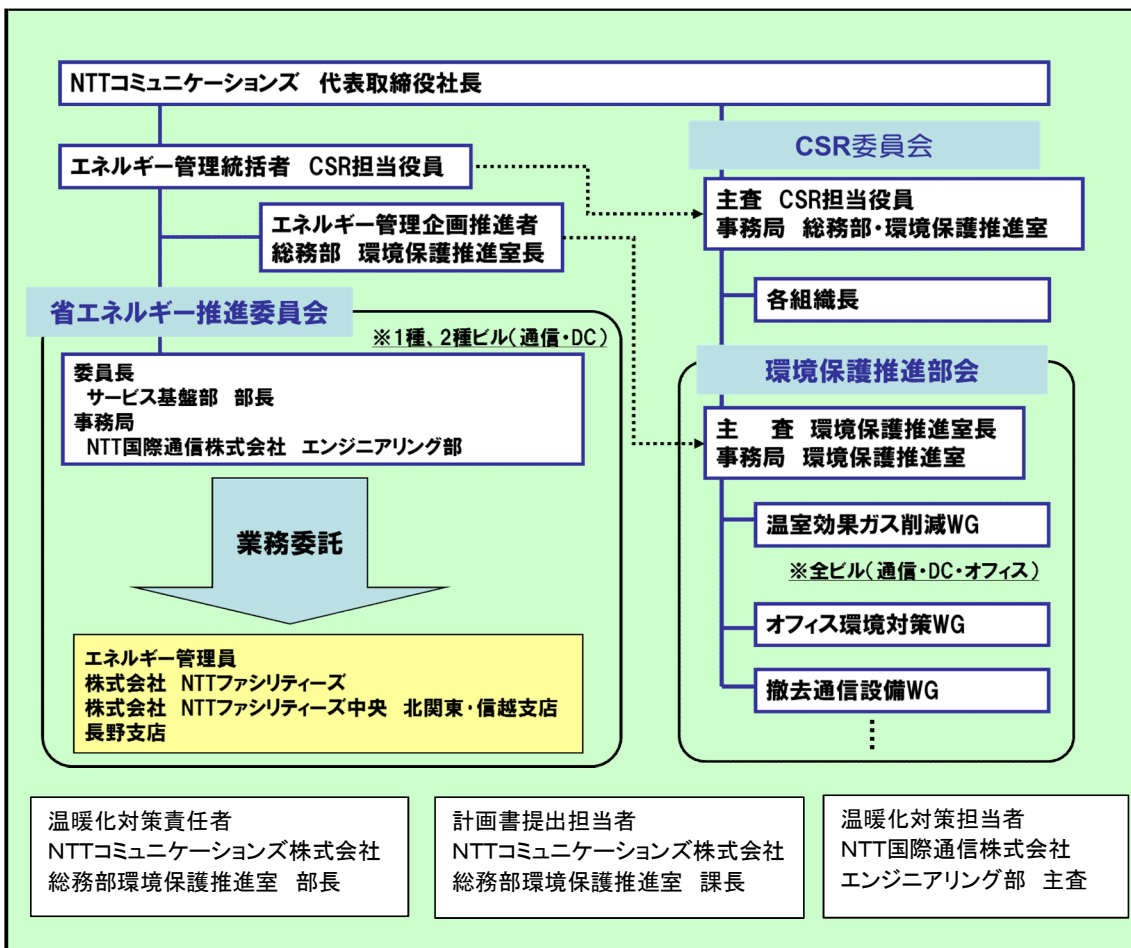 NTTコミュニケーションズ 代表取締役社長
エネルギー管理統括者 CSR担当役員
エネルギー管理企画推進者
総務部 環境保護推進室長
省エネルギー推進委員会
※1種、2種ビル(通信・DC)
委員長
サービス基盤部 部長
事務局
NTT国際通信株式会社 エンジニアリング部
業務委託
エネルギー管理員
株式会社 NTTファシリティーズ
株式会社 NTTファシリティーズ中央 北関東・信越支店
長野支店
CSR委員会
主査 CSR担当役員
事務局 総務部・環境保護推進室
各組織長
環境保護推進部会
主 査 環境保護推進室長
事務局 環境保護推進室
温室効果ガス削減WG
※全ビル(通信・DC・オフィス)
オフィス環境対策WG
撤去通信設備WG
温暖化対策責任者
NTTコミュニケーションズ株式会社
総務部環境保護推進室 部長
計画書提出担当者
NTTコミュニケーションズ株式会社
総務部環境保護推進室 課長
温暖化対策担当者
NTT国際通信株式会社
エンジニアリング部 主査